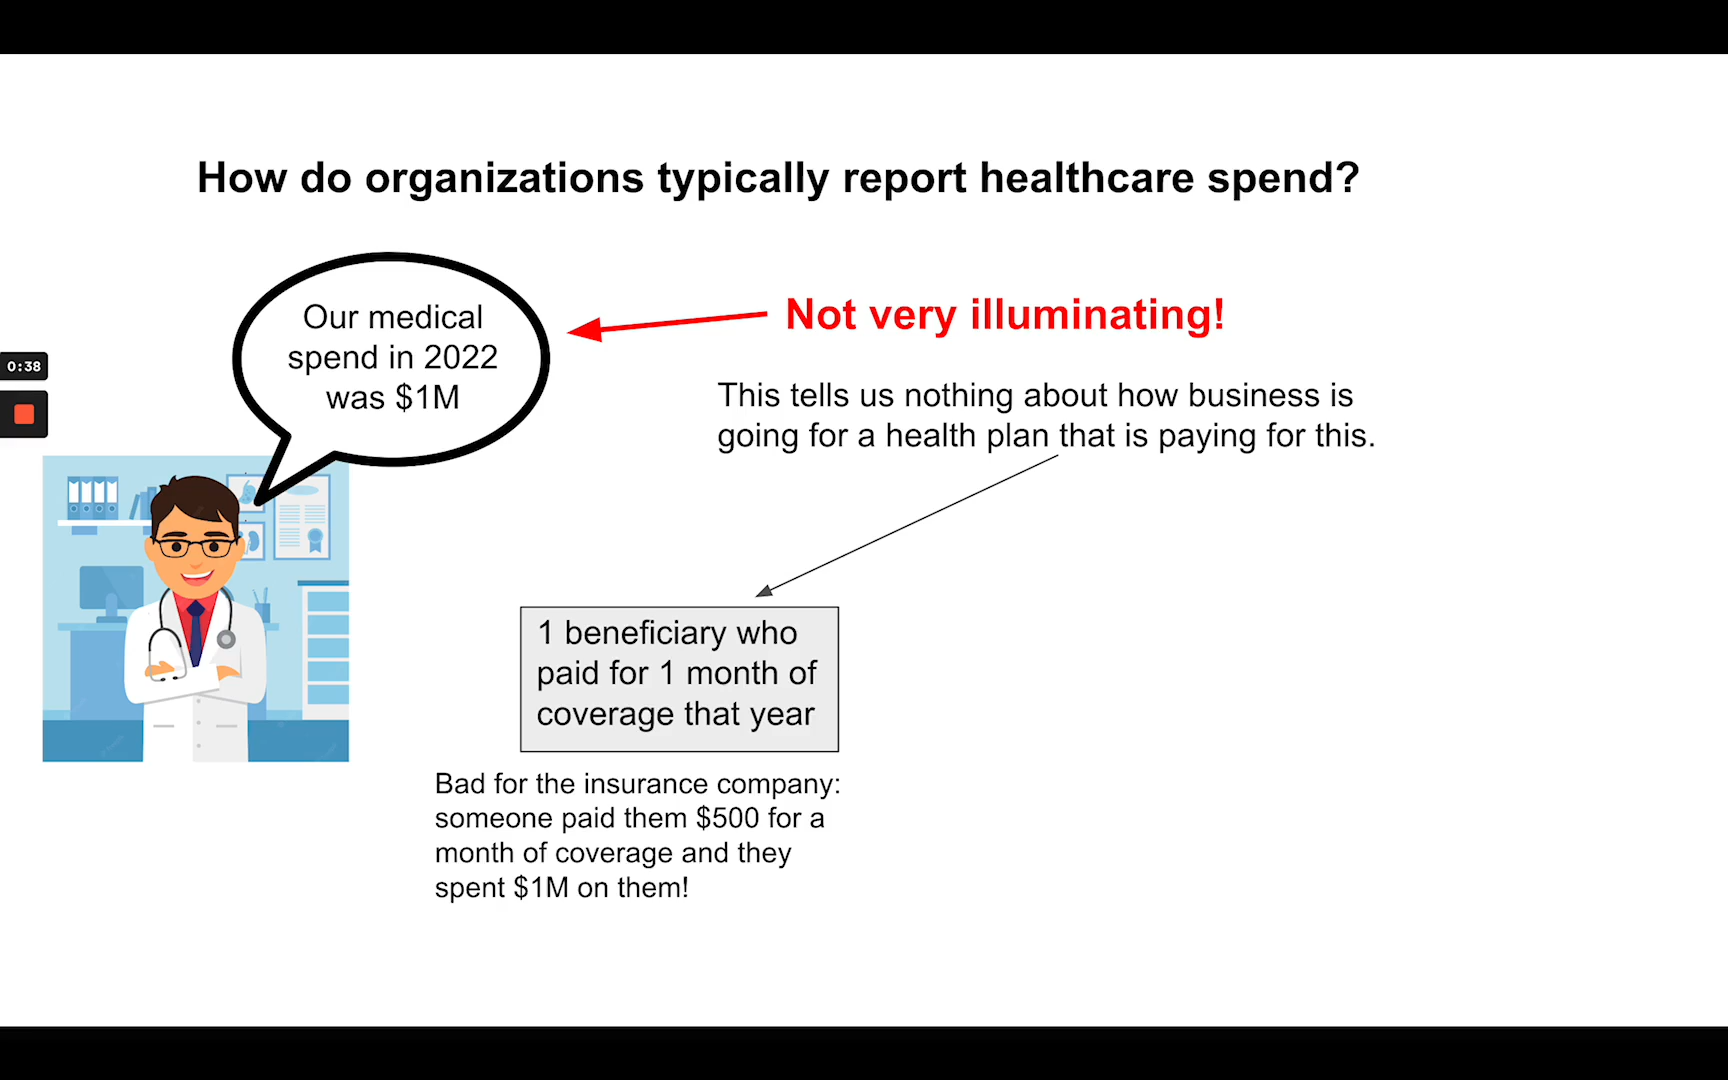 How do organizations typically report healthcare spend?
Our medical
spend in 2022
was $1M
Not very illuminating!
0:38
This tells us nothing about how business is
going for a health plan that is paying for this.
1 beneficiary who
paid for 1 month of
coverage that year
Bad for the insurance company:
someone paid them $500 for a
month of coverage and they
spent $1M on them!